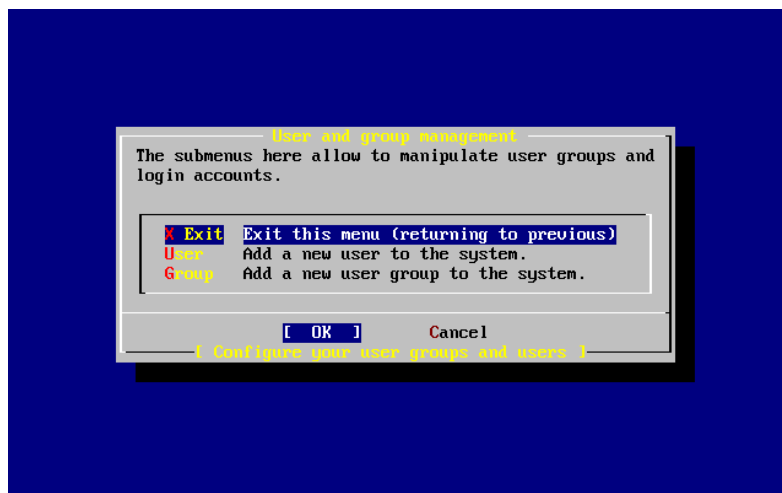 User and group management
The submenus here allow to manipulate user groups and
login accounts.
X Exit Exit this menu (returning to previous)
User Add a new user to the system.
Group Add a new user group to the system.
[ OK ] Cancel
[ Configure your user groups and users ]